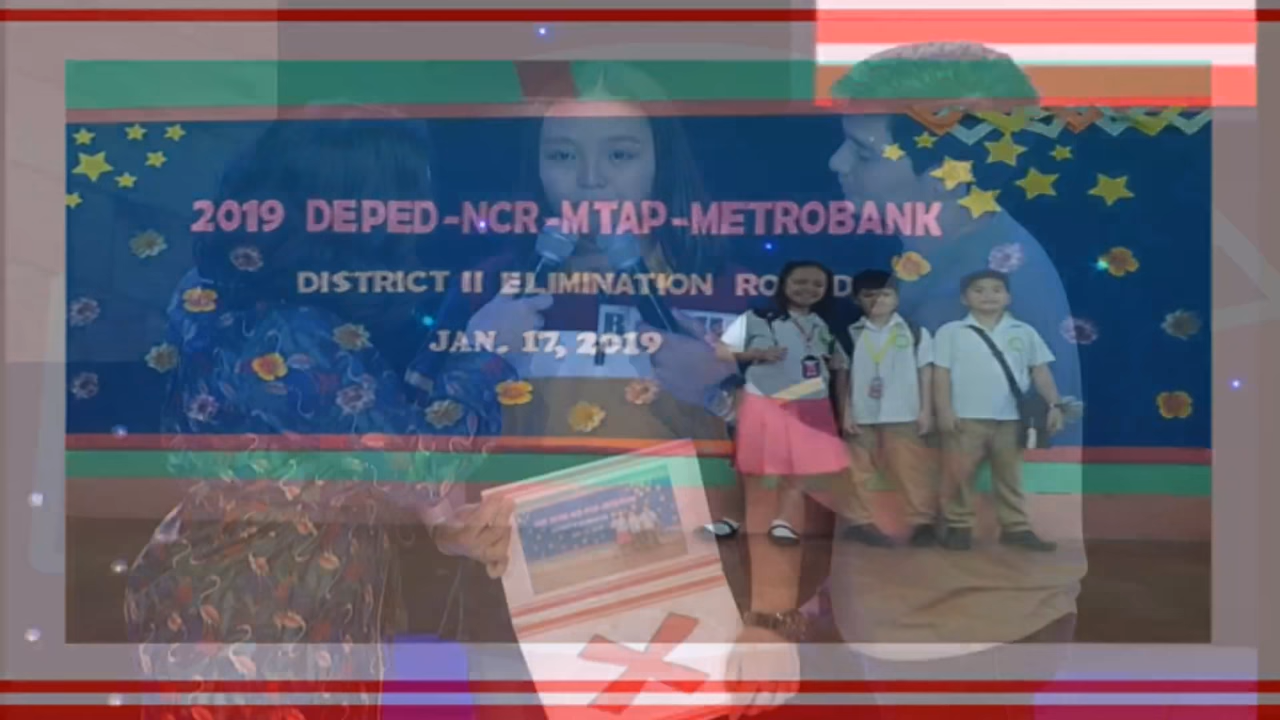 2019 DEPED-NCR-MTAP-METROBANK
DISTRICT II ELIMINATION
JAN. 17, 2019